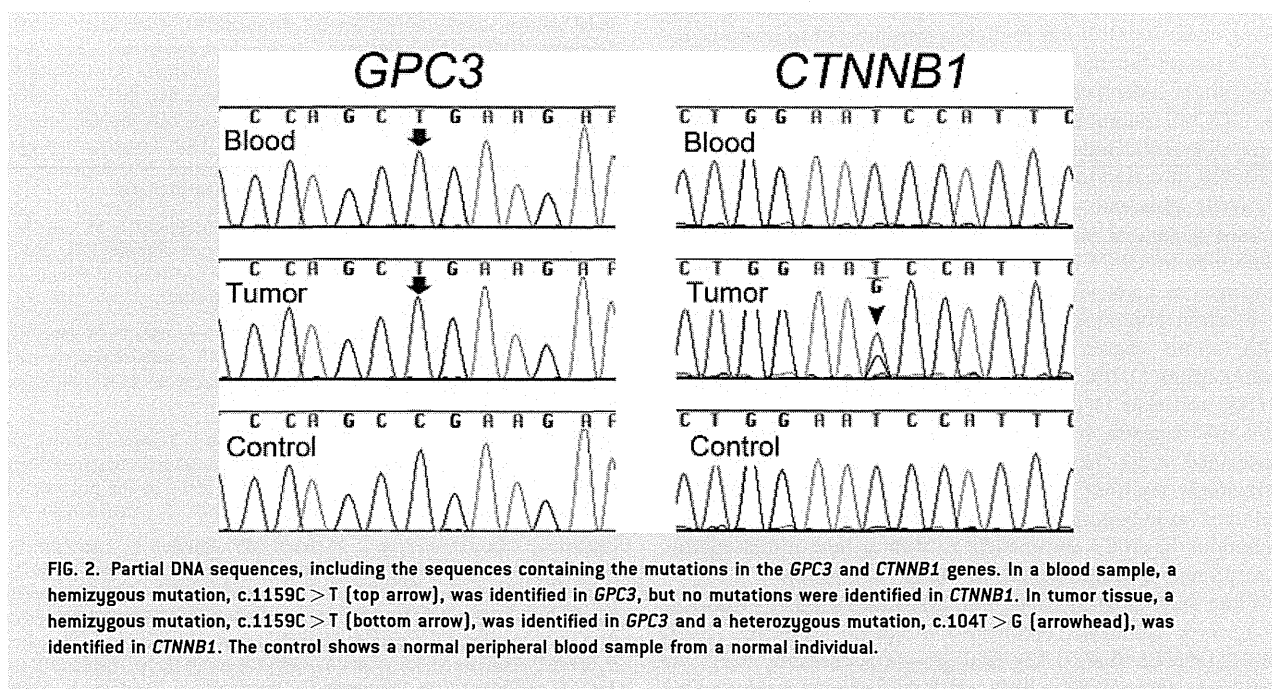 GPC3 CTNNB1
C C A G C T G A A G A A C T G G A A T C C A T T C
Blood Blood
C C A G C T G A A G A A C T G G A A T C C A T T C
G
Tumor Tumor
C C A G C C G A A G A A C T G G A A T C C A T T C
Control Control
FIG. 2. Partial DNA sequences, including the sequences containing the mutations in the GPC3 and CTNNB1 genes. In a blood sample, a
hemizygous mutation, c.1159C > T (top arrow), was identified in GPC3, but no mutations were identified in CTNNB1. In tumor tissue, a
hemizygous mutation, c.1159C > T (bottom arrow), was identified in GPC3 and a heterozygous mutation, c.104T > G (arrowhead), was
identified in CTNNB1. The control shows a normal peripheral blood sample from a normal individual.